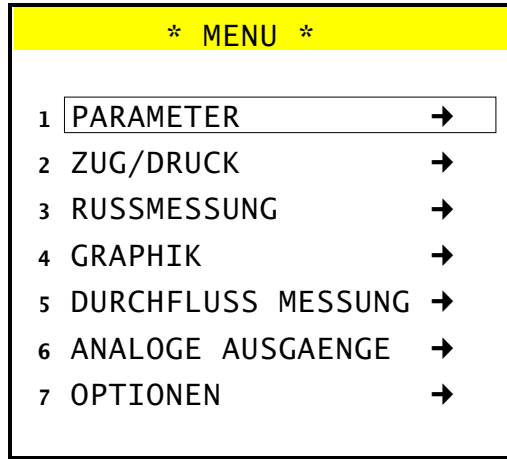 * MENU *
1 PARAMETER →
2 ZUG/DRUCK →
3 RUSSMESSUNG →
4 GRAPHIK →
5 DURCHFLUSS MESSUNG →
6 ANALOGE AUSGAENGE →
7 OPTIONEN →